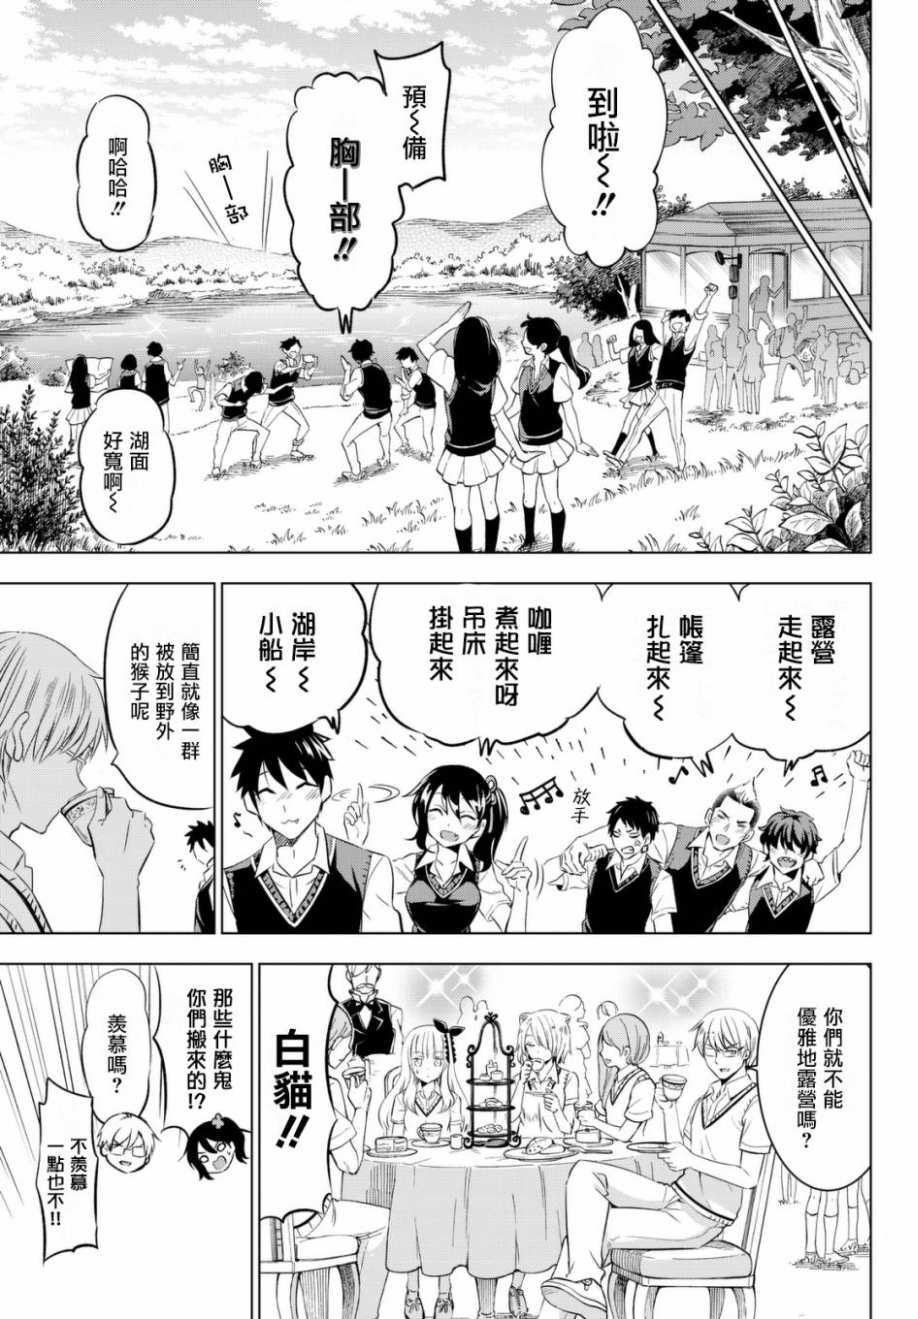 到啦～!!
預～備
胸—部!!
胸—部
啊哈哈!!
湖面
好寬啊～
露營
走起來～
帳篷
扎起來～
咖喱
煮起來呀
吊床
掛起來
湖岸～
小船～
放手
簡直就像一群
被放到野外
的猴子呢
你們就不能
優雅地露營嗎?
白貓!!
那些什麼鬼
你們搬來的!?
羨慕嗎?
不羨慕
一點也不!!